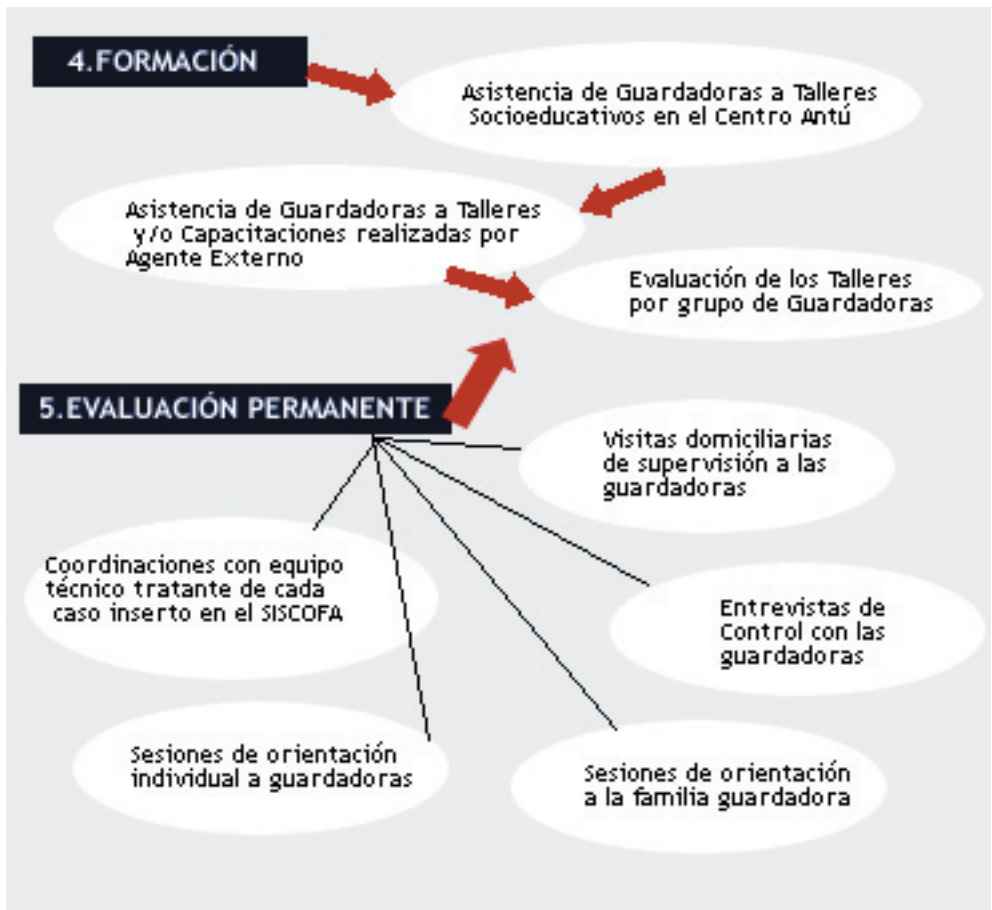 4.FORMACIÓN
Asistencia de Guardadoras a Talleres
Socioeducativos en el Centro Antú
Asistencia de Guardadoras a Talleres
y/o Capacitaciones realizadas por
Agente Externo
Evaluación de los Talleres
por grupo de Guardadoras
5.EVALUACIÓN PERMANENTE
Visitas domiciliarias
de supervisión a las
guardadoras
Coordinaciones con equipo
técnico tratante de cada
caso inserto en el SISCOFA
Entrevistas de
Control con las
guardadoras
Sesiones de orientación
individual a guardadoras
Sesiones de orientación
a la familia guardadora